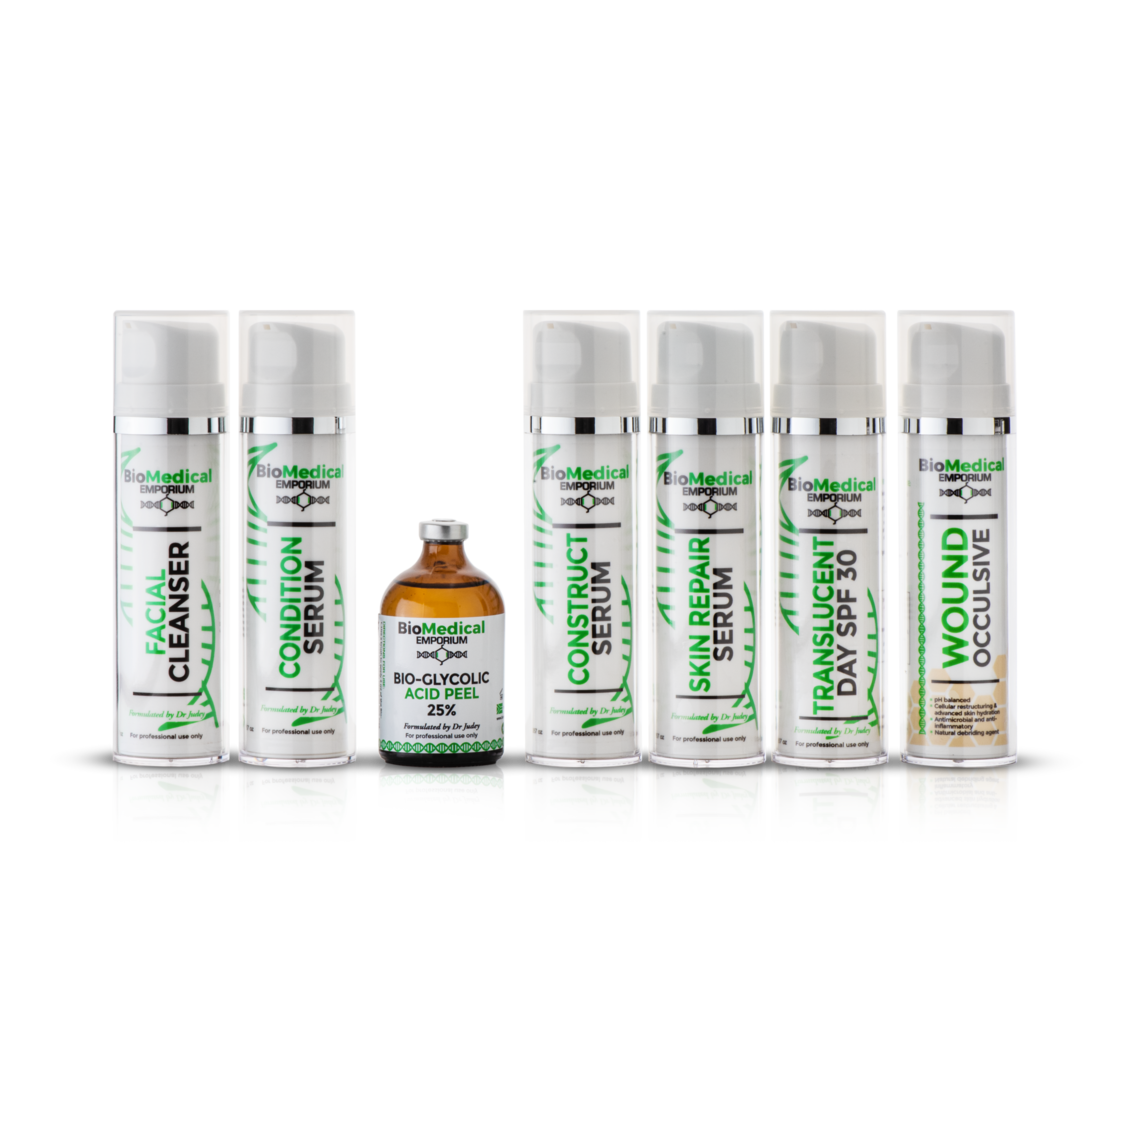 BioMedical
EMPORIUM
FACIAL
CLEANSER
Formulated by Dr Judey
For professional use only
BioMedical
EMPORIUM
CONDITION
SERUM
Formulated by Dr Judey
For professional use only
BioMedical
EMPORIUM
BIO-GLYCOLIC
ACID PEEL
25%
Formulated by Dr Judey
For professional use only
BioMedical
EMPORIUM
CONSTRUCT
SERUM
Formulated by Dr Judey
For professional use only
BioMedical
EMPORIUM
SKIN REPAIR
SERUM
Formulated by Dr Judey
For professional use only
BioMedical
EMPORIUM
TRANSLUCENT
DAY SPF 30
Formulated by Dr Judey
For professional use only
BioMedical
EMPORIUM
WOUND
OCCULSIVE
pH balanced
Cellular restructuring &
advanced skin hydration
Antimicrobial and anti-
inflammatory
Natural debriding agent